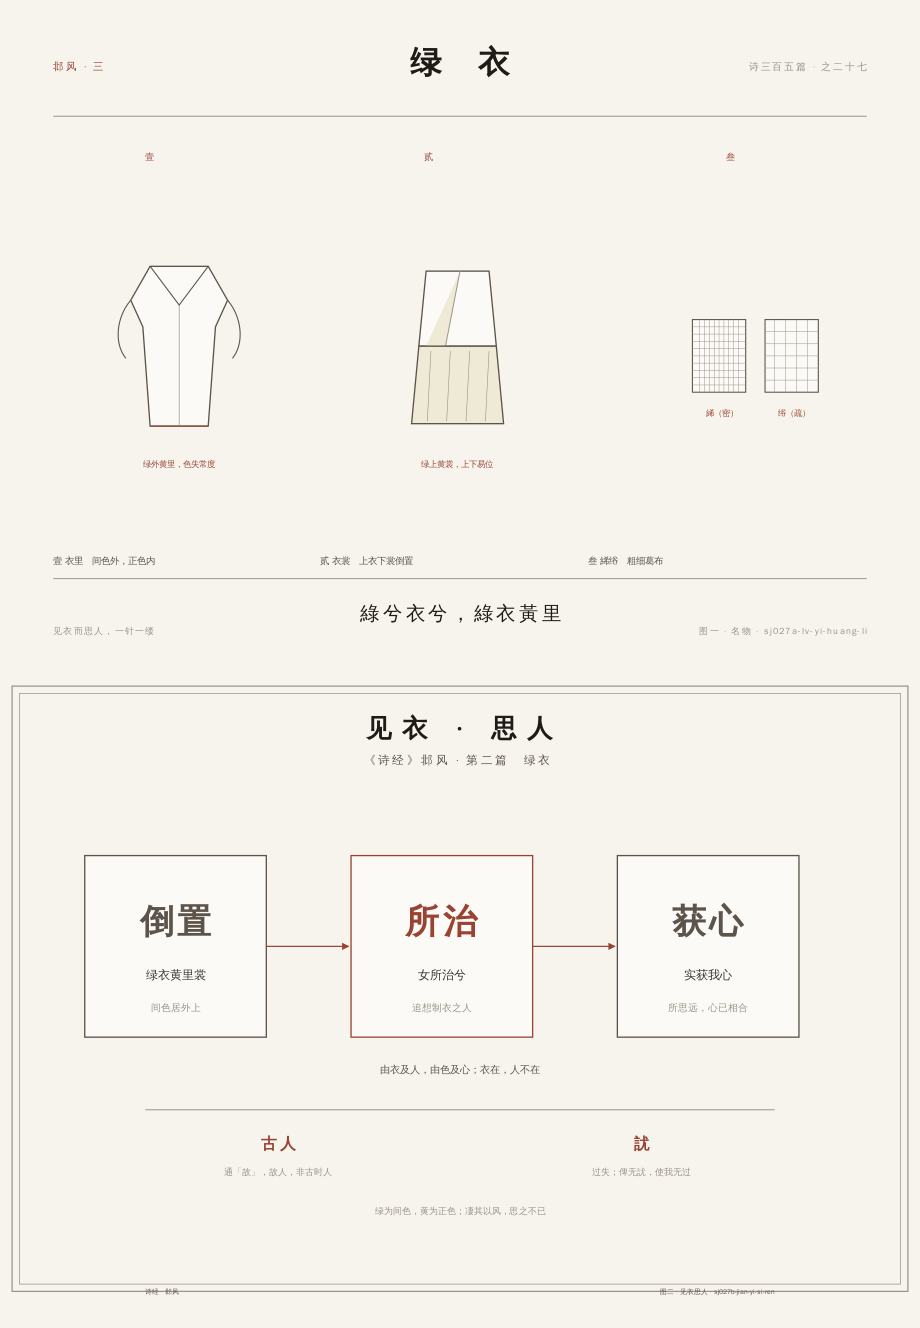 邶风 · 三
绿 衣
诗三百五篇 · 之二十七
壹
贰
叁
絺（密）
绤（疏）
绿外黄里，色失常度
绿上黄裳，上下易位
壹 衣里　间色外，正色内
贰 衣裳　上衣下裳倒置
叁 絺绤　粗细葛布
綠兮衣兮，綠衣黃里
见衣而思人，一针一缕
图一 · 名物 · sj027a-lv-yi-huang-li
见衣 · 思人
《诗经》邶风 · 第二篇　绿衣
倒置
所治
获心
绿衣黄里裳
女所治兮
实获我心
间色居外上
追想制衣之人
所思远，心已相合
由衣及人，由色及心；衣在，人不在
古人
訧
通「故」，故人，非古时人
过失；俾无訧，使我无过
绿为间色，黄为正色；凄其以风，思之不已
诗经 · 邶风
图二 · 见衣思人 · sj027b-jian-yi-si-ren